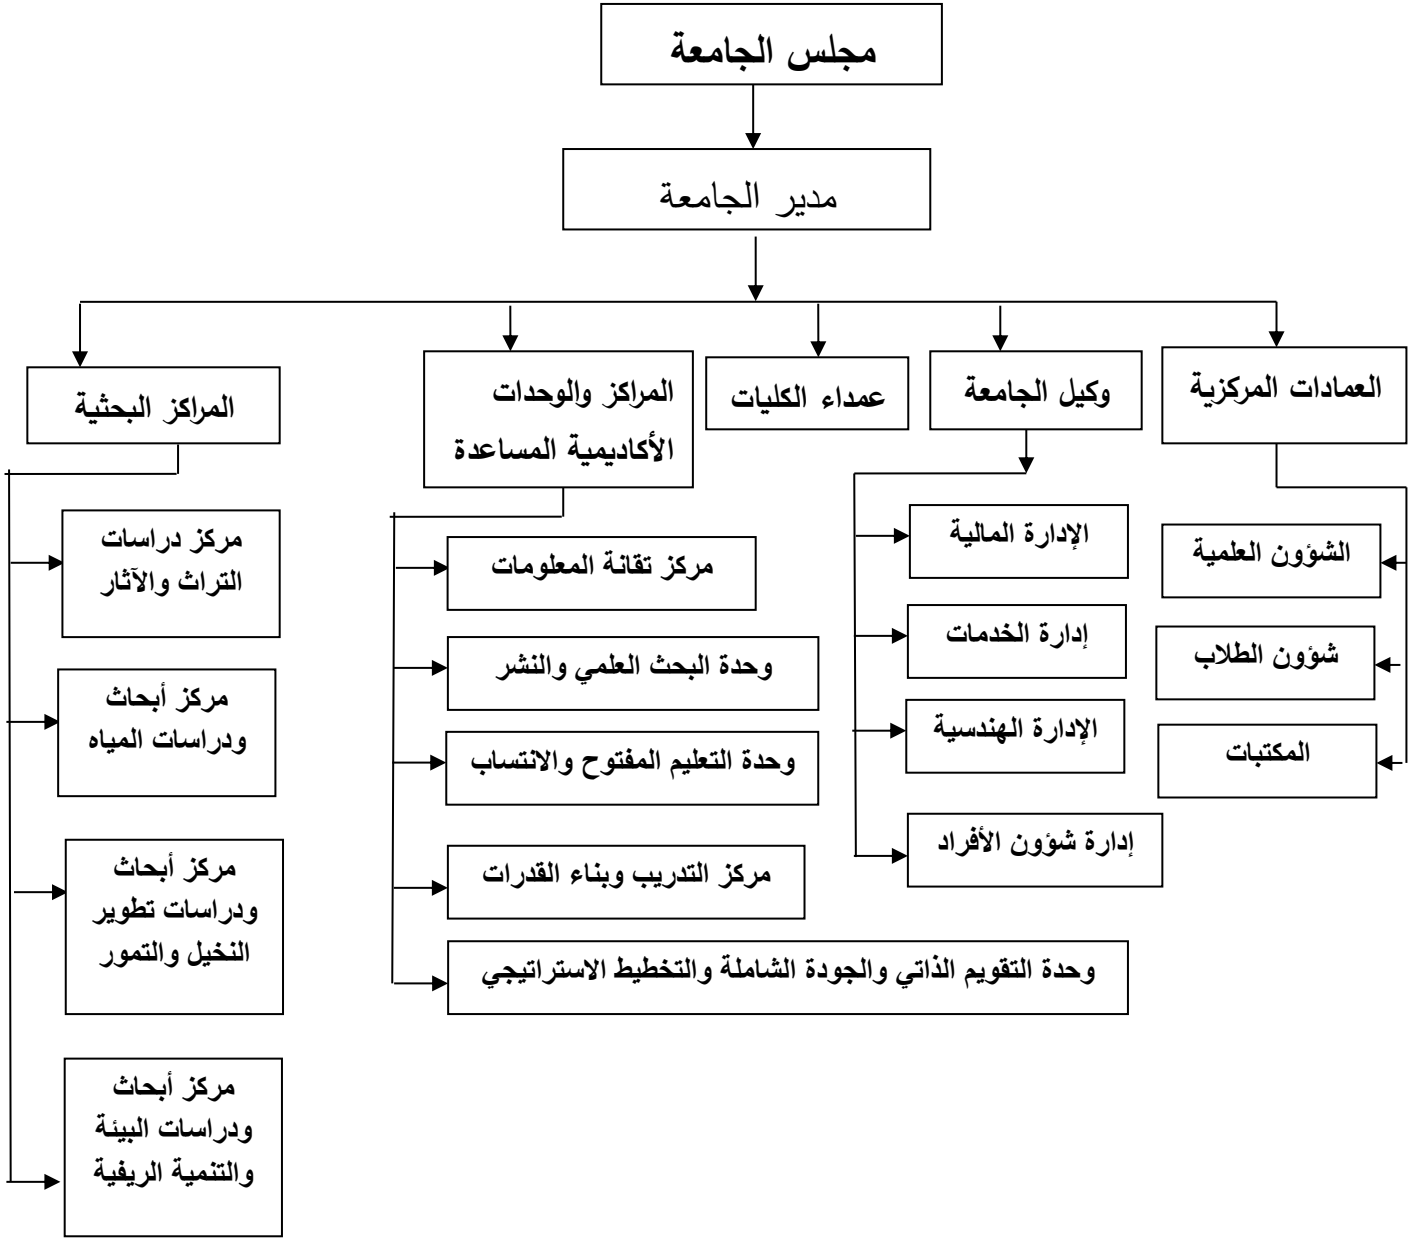 مجلس الجامعة
مدير الجامعة
العمادات المركزية
وكيل الجامعة
عمداء الكليات
المراكز والوحدات
الأكاديمية المساعدة
المراكز البحثية
الشؤون العلمية
شؤون الطلاب
المكتبات
الإدارة المالية
إدارة الخدمات
الإدارة الهندسية
إدارة شؤون الأفراد
مركز تقانة المعلومات
وحدة البحث العلمي والنشر
وحدة التعليم المفتوح والانتساب
مركز التدريب وبناء القدرات
وحدة التقويم الذاتي والجودة الشاملة والتخطيط الاستراتيجي
مركز دراسات
التراث والآثار
مركز أبحاث
ودراسات المياه
مركز أبحاث
ودراسات تطوير
النخيل والتمور
مركز أبحاث
ودراسات البيئة
والتنمية الريفية